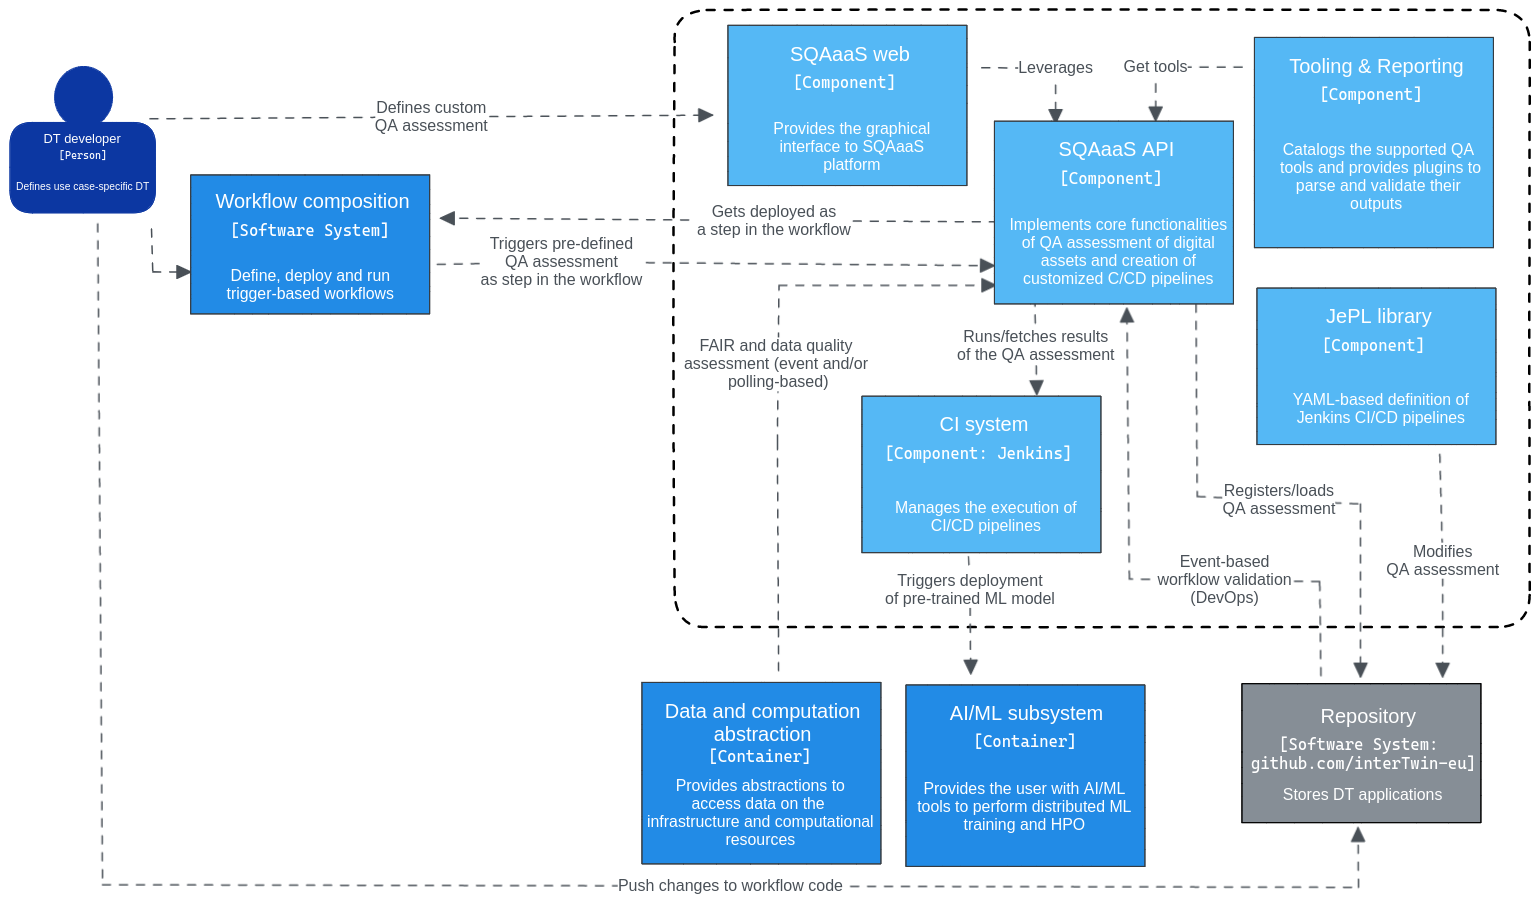 DT developer
[Person]
Defines use case-specific DT
Defines custom
QA assessment
SQAaaS web
[Component]
Provides the graphical
interface to SQAaaS
platform
Leverages
Get tools
Tooling & Reporting
[Component]
Catalogs the supported QA
tools and provides plugins to
parse and validate their
outputs
Workflow composition
[Software System]
Define, deploy and run
trigger-based workflows
Gets deployed as
a step in the workflow
Triggers pre-defined
QA assessment
as step in the workflow
SQAaaS API
[Component]
Implements core functionalities
of QA assessment of digital
assets and creation of
customized C/CD pipelines
JePL library
[Component]
YAML-based definition of
Jenkins CI/CD pipelines
FAIR and data quality
assessment (event and/or
polling-based)
Runs/fetches results
of the QA assessment
CI system
[Component: Jenkins]
Manages the execution of
CI/CD pipelines
Registers/loads
QA assessment
Modifies
QA assessment
Event-based
worfklow validation
(DevOps)
Triggers deployment
of pre-trained ML model
Data and computation
abstraction
[Container]
Provides abstractions to
access data on the
infrastructure and computational
resources
AI/ML subsystem
[Container]
Provides the user with AI/ML
tools to perform distributed ML
training and HPO
Repository
[Software System:
github.com/interTwin-eu]
Stores DT applications
Push changes to workflow code